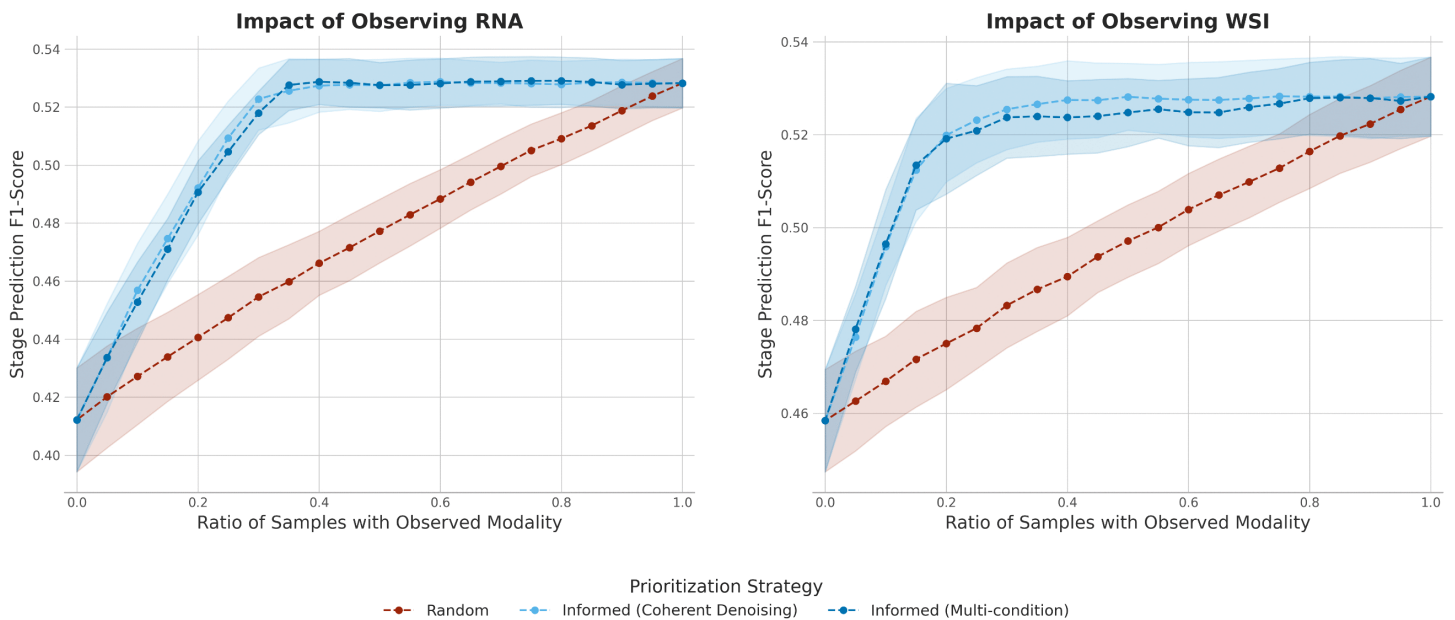 Impact of Observing RNA
Stage Prediction F1-Score
0.54
0.52
0.50
0.48
0.46
0.44
0.42
0.40
0.0 0.2 0.4 0.6 0.8 1.0
Ratio of Samples with Observed Modality
Impact of Observing WSI
Stage Prediction F1-Score
0.54
0.52
0.50
0.48
0.46
0.0 0.2 0.4 0.6 0.8 1.0
Ratio of Samples with Observed Modality
Prioritization Strategy
Random Informed (Coherent Denoising) Informed (Multi-condition)